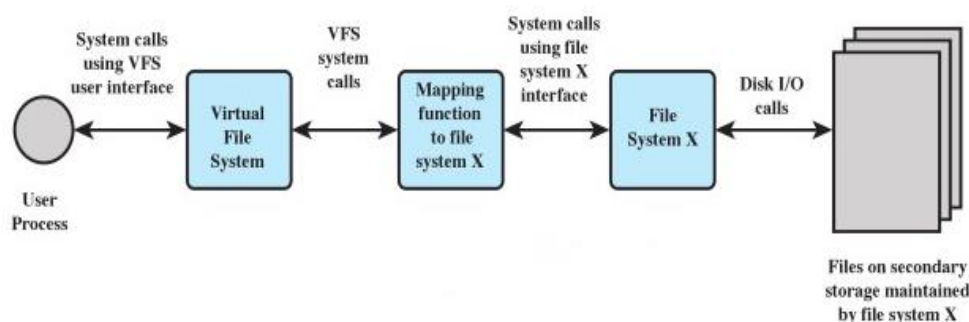 System calls
using VFS
user interface
VFS
system
calls
System calls
using file
system X
interface
Disk I/O
calls
Virtual
File
System
Mapping
function
to file
system X
File
System X
User
Process
Files on secondary
storage maintained
by file system X